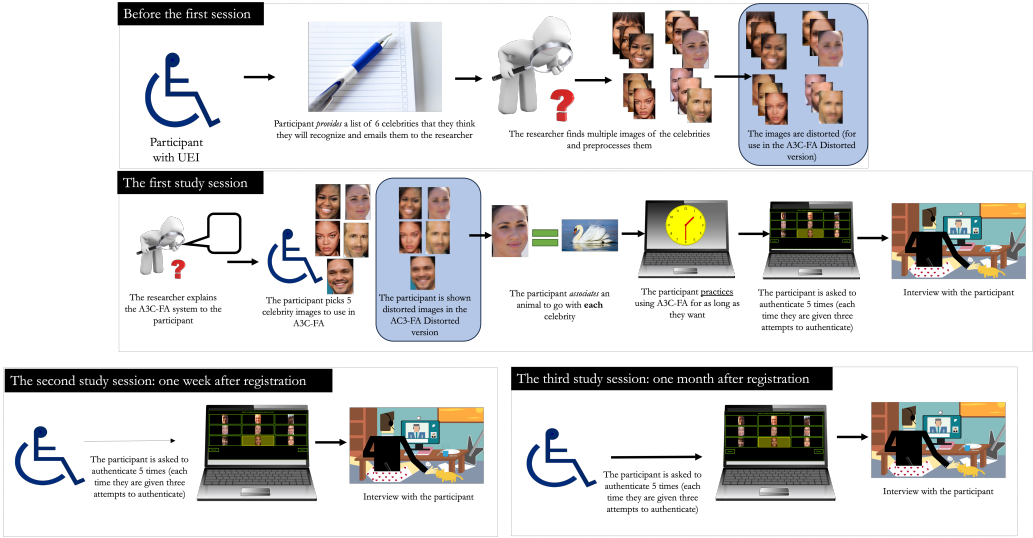 Before the first session
Participant
with UEI
Participant provides a list of 6 celebrities that they think
they will recognize and emails them to the researcher
The researcher finds multiple images of the celebrities
and preprocesses them
The images are distorted (for
use in the A3C-FA Distorted
version)
The first study session
The researcher explains
the A3C-FA system to the
participant
The participant picks 5
celebrity images to use in
A3C-FA
The participant is shown
distorted images in the
AC3-FA Distorted
version
The participant associates an
animal to go with each
celebrity
The participant practices
using A3C-FA for as long as
they want
The participant is asked to
authenticate 5 times (each
time they are given three
attempts to authenticate)
Interview with the participant
The second study session: one week after registration
The participant is asked to
authenticate 5 times (each
time they are given three
attempts to authenticate)
Interview with the participant
The third study session: one month after registration
The participant is asked to
authenticate 5 times (each
time they are given three
attempts to authenticate)
Interview with the participant